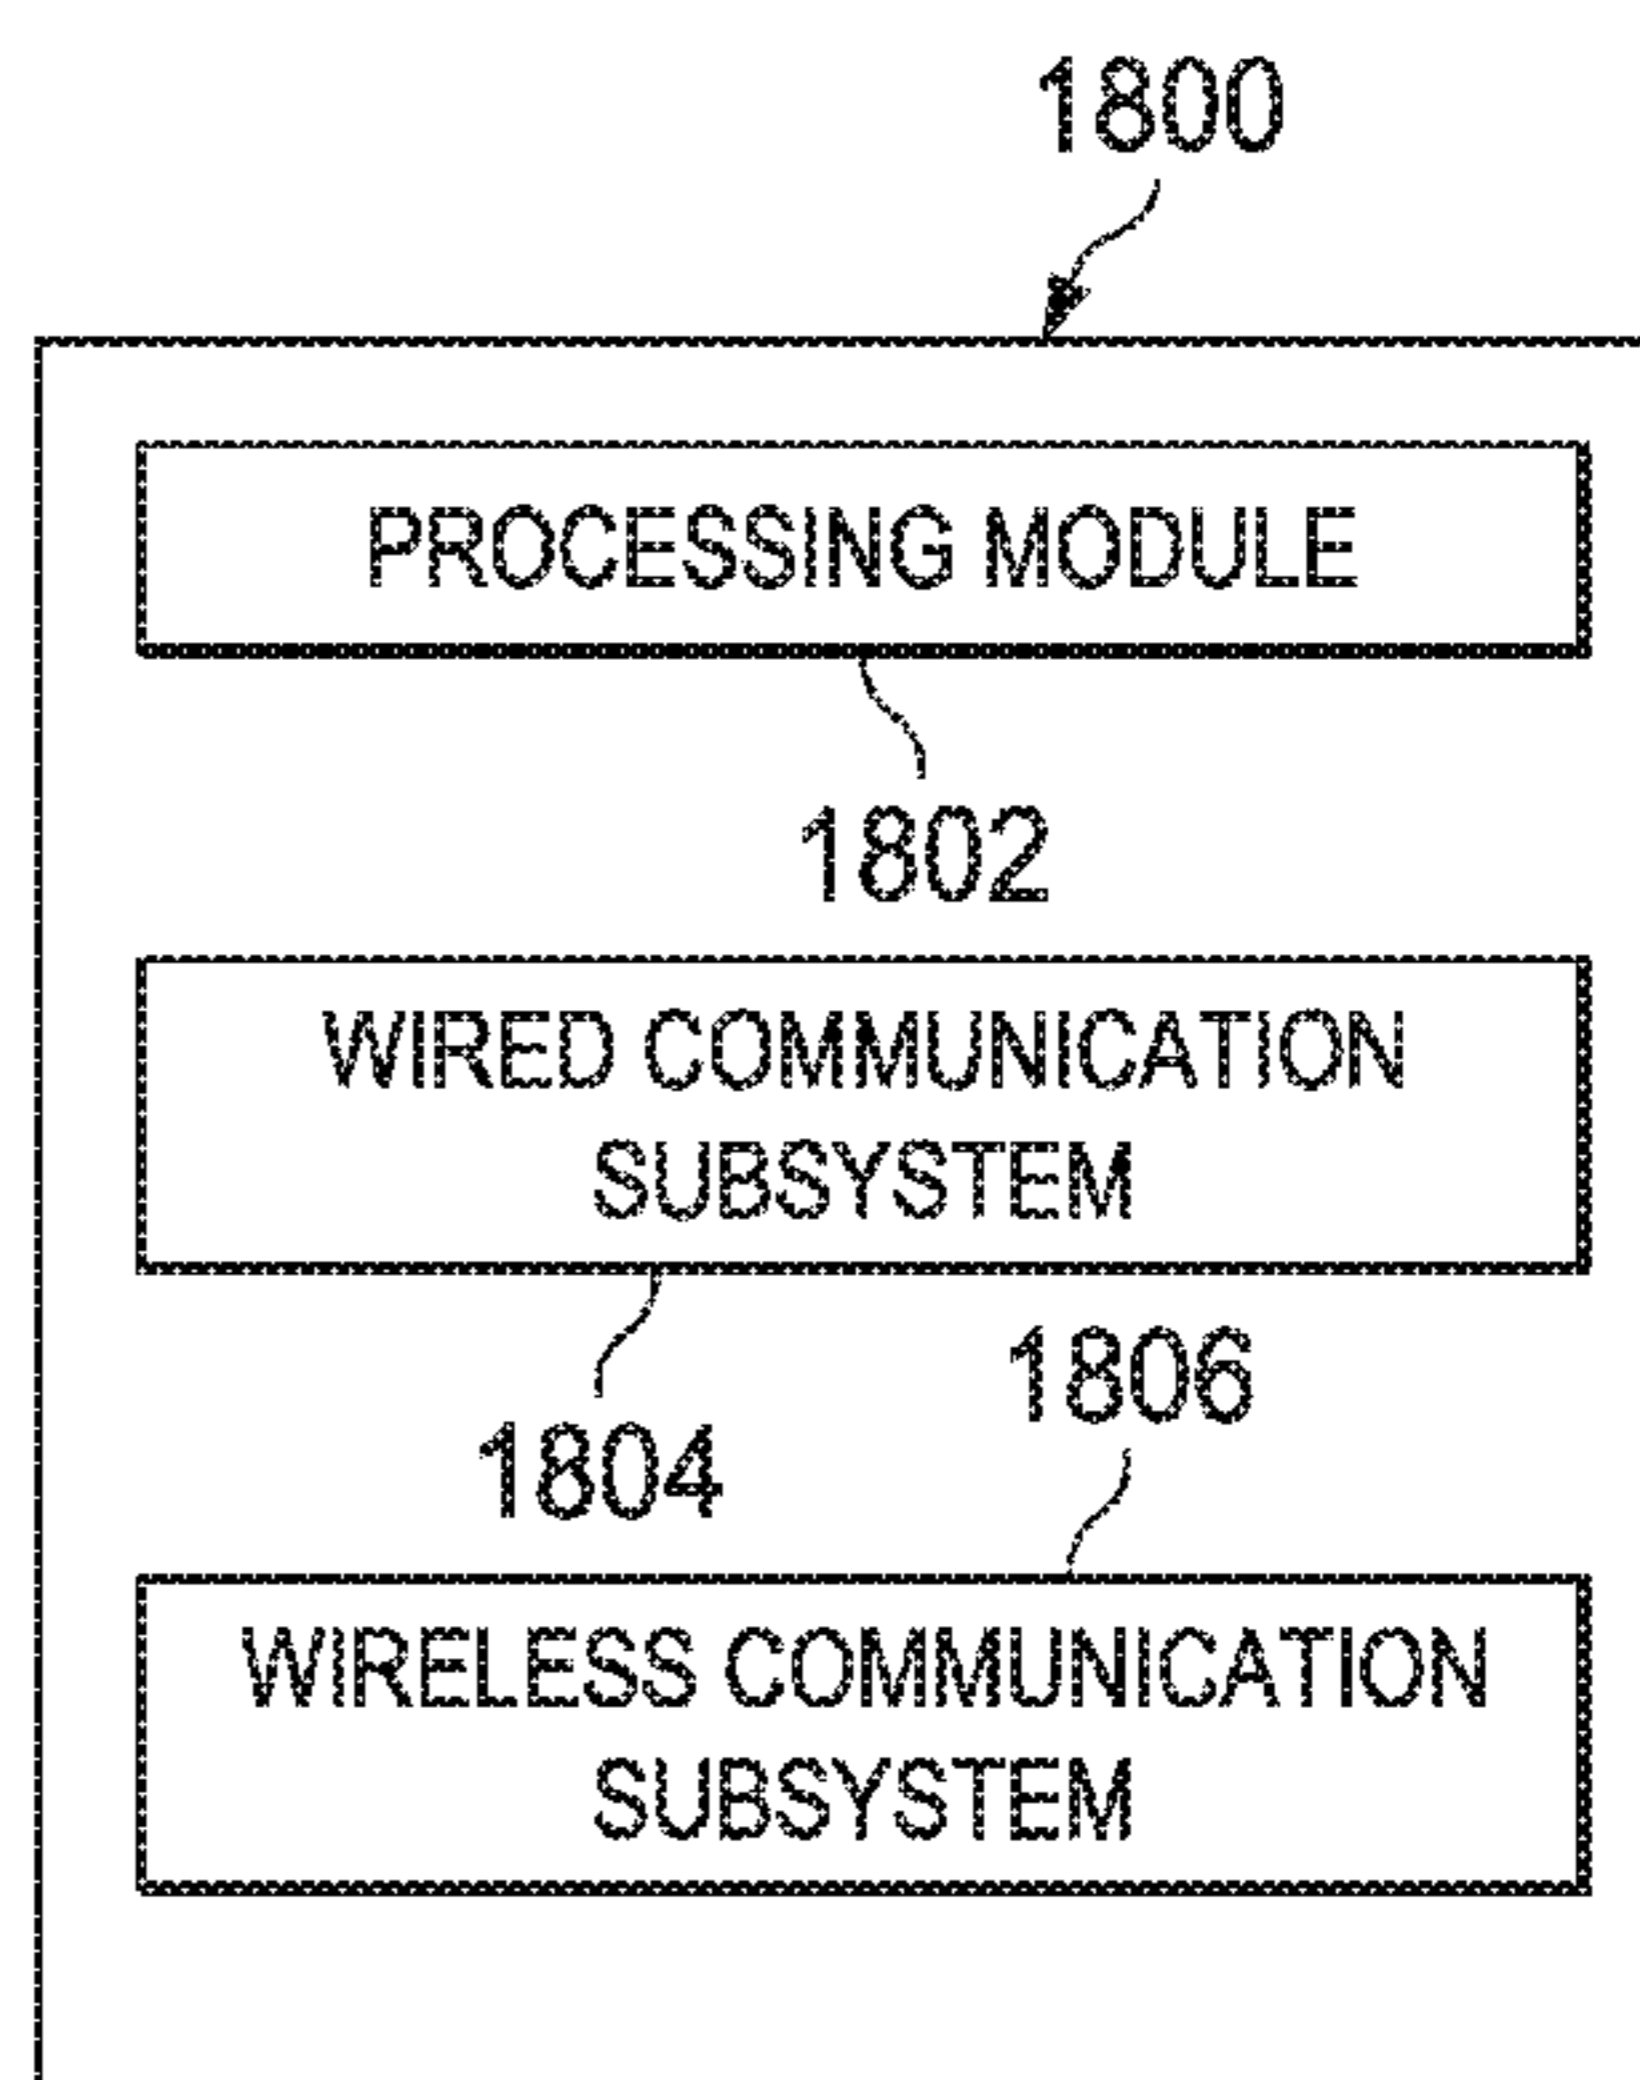 1800
PROCESSING MODULE
1802
WIRED COMMUNICATION
SUBSYSTEM
1806
1804
WIRELESS COMMUNICATION
SUBSYSTEM